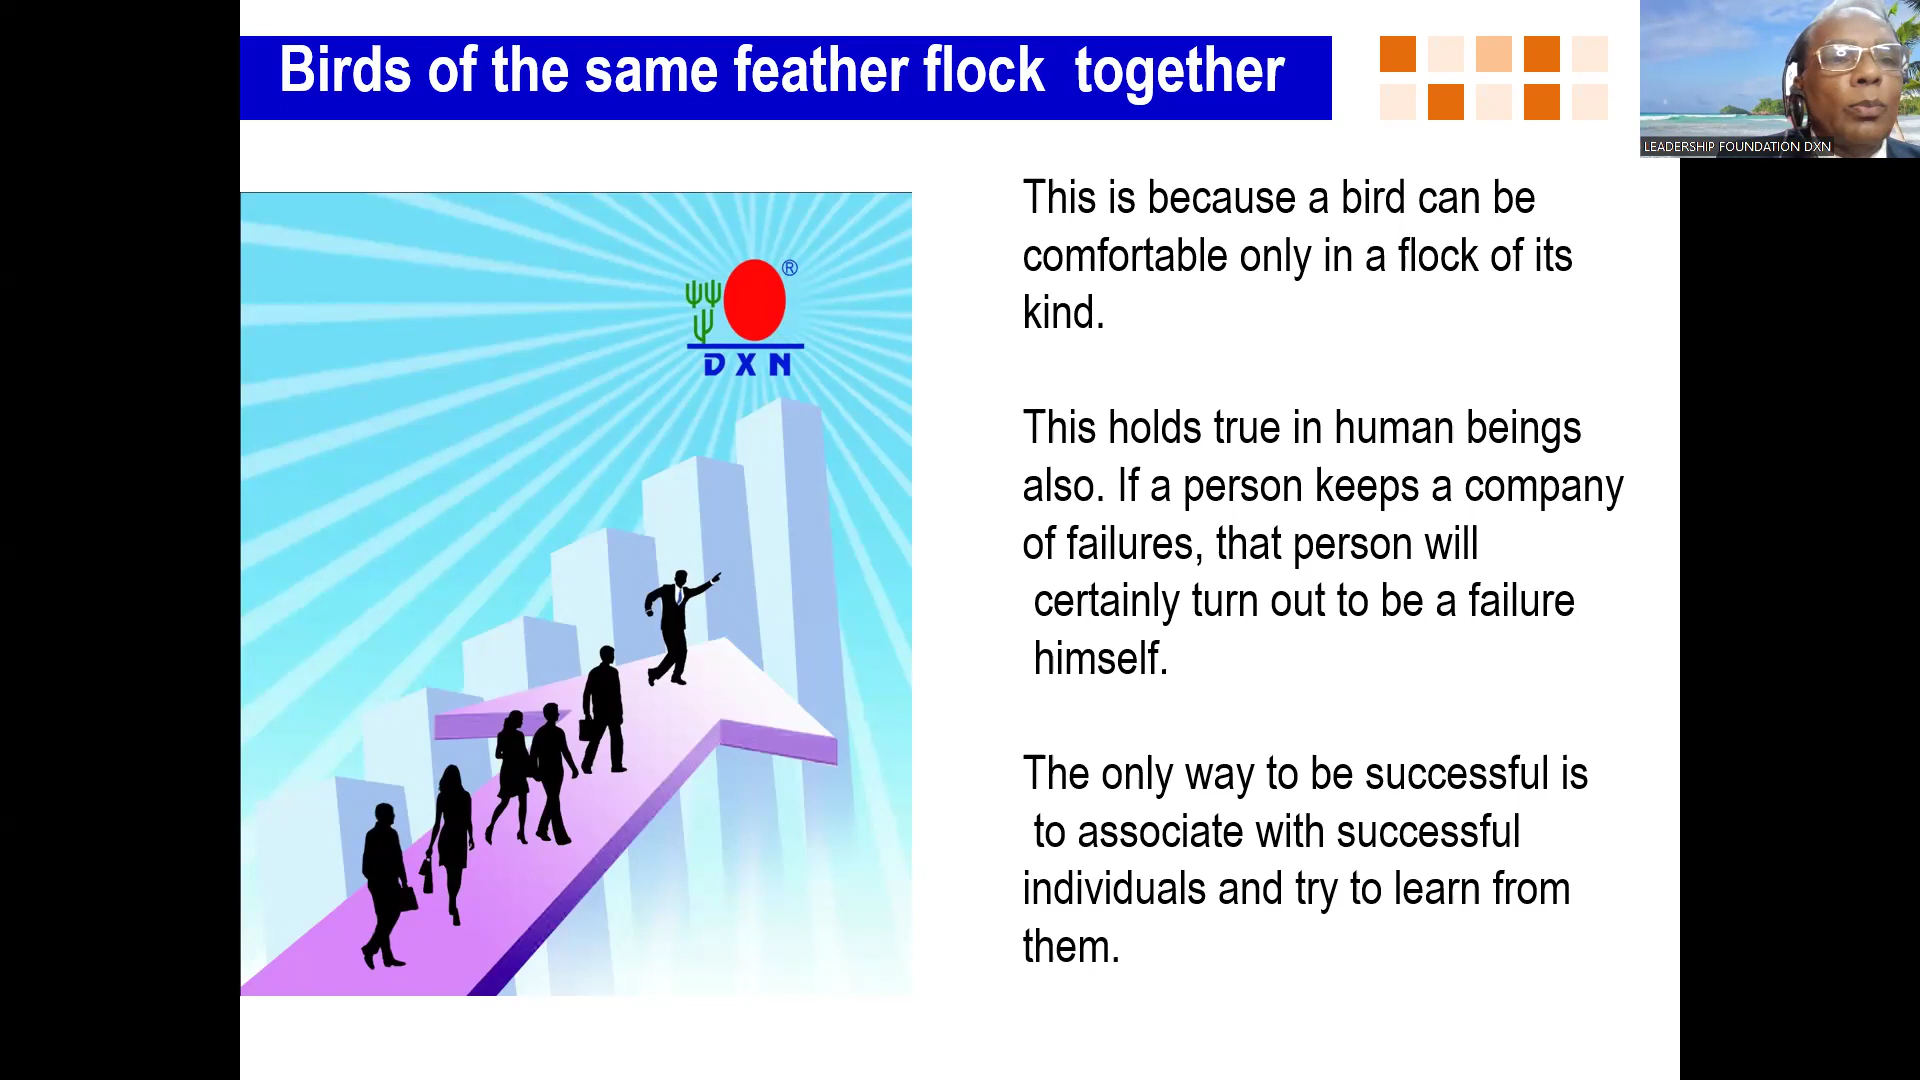 Birds of the same feather flock  together
LEADERSHIP FOUNDATION DXN
This is because a bird can be
comfortable only in a flock of its
kind.
This holds true in human beings
also. If a person keeps a company
of failures, that person will
certainly turn out to be a failure
himself.
The only way to be successful is
to associate with successful
individuals and try to learn from
them.
®
DXN